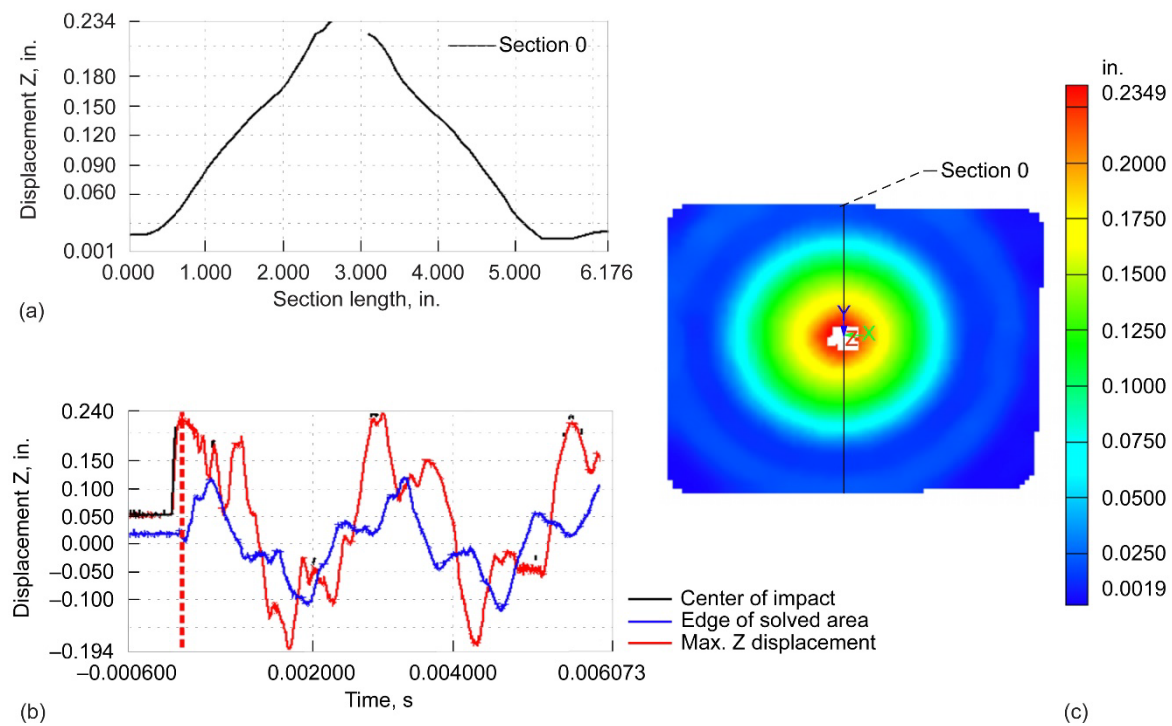 Displacement Z, in.
0.234
0.180
0.150
0.120
0.090
0.060
0.001
Section 0
0.000 1.000 2.000 3.000 4.000 5.000 6.176
Section length, in.
(a)
Displacement Z, in.
0.240
0.150
0.100
0.050
0.000
–0.050
–0.100
–0.194
–0.000600 0.002000 0.004000 0.006073
Time, s
Center of impact
Edge of solved area
Max. Z displacement
(b)
Section 0
Y
X
Z
in.
0.2349
0.2000
0.1750
0.1500
0.1250
0.1000
0.0750
0.0500
0.0250
0.0019
(c)